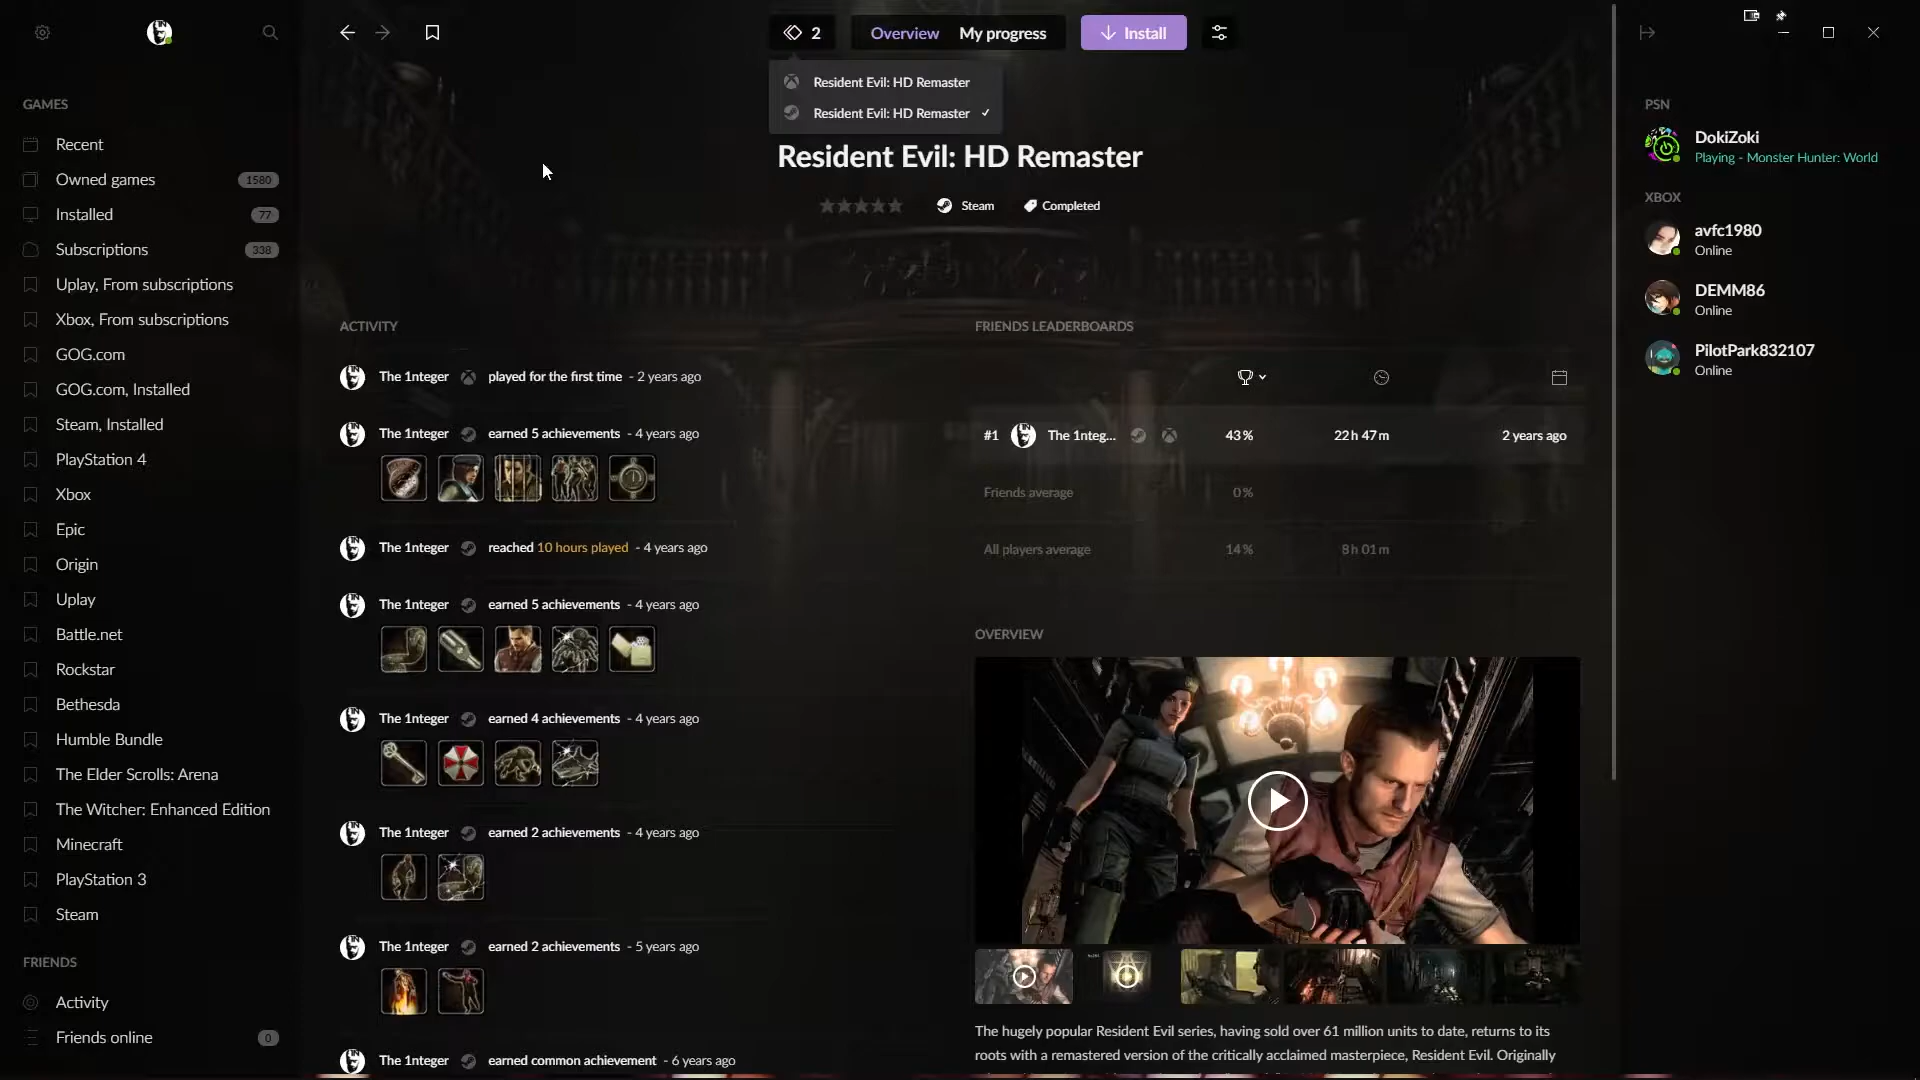 GAMES
Recent
Owned games 1580
Installed 77
Subscriptions 338
Uplay, From subscriptions
Xbox, From subscriptions
GOG.com
GOG.com, Installed
Steam, Installed
PlayStation 4
Xbox
Epic
Origin
Uplay
Battle.net
Rockstar
Bethesda
Humble Bundle
The Elder Scrolls: Arena
The Witcher: Enhanced Edition
Minecraft
PlayStation 3
Steam
FRIENDS
Activity
Friends online 0
2 Overview My progress Install
Resident Evil: HD Remaster
Resident Evil: HD Remaster
Resident Evil: HD Remaster
Steam Completed
ACTIVITY
The 1nteger played for the first time - 2 years ago
The 1nteger earned 5 achievements - 4 years ago
The 1nteger reached 10 hours played - 4 years ago
The 1nteger earned 5 achievements - 4 years ago
The 1nteger earned 4 achievements - 4 years ago
The 1nteger earned 2 achievements - 4 years ago
The 1nteger earned 2 achievements - 5 years ago
The 1nteger earned common achievement - 6 years ago
FRIENDS LEADERBOARDS
#1 The 1nteg... 43% 22h 47m 2 years ago
Friends average 0%
All players average 14% 8h 01m
OVERVIEW
The hugely popular Resident Evil series, having sold over 61 million units to date, returns to its
roots with a remastered version of the critically acclaimed masterpiece, Resident Evil. Originally
PSN
DokiZoki
Playing - Monster Hunter: World
XBOX
avfc1980
Online
DEMM86
Online
PilotPark832107
Online